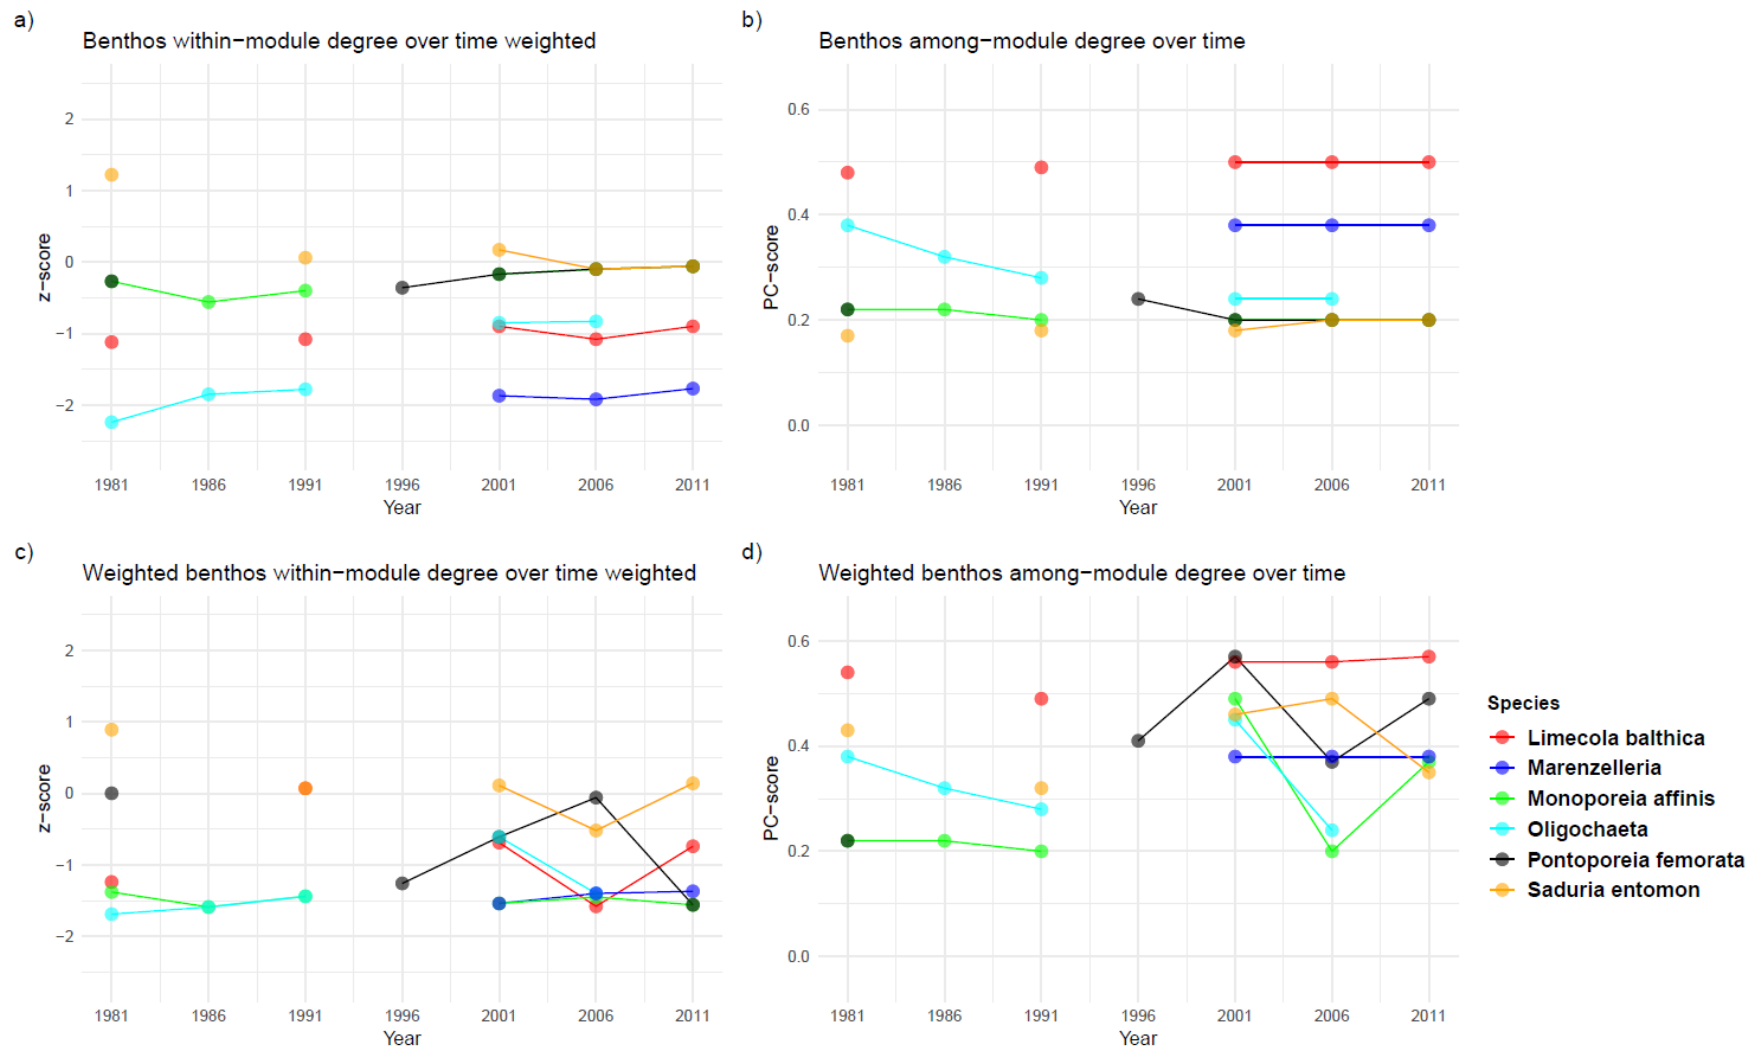 a)
Benthos within−module degree over time weighted
z−score
2
1
0
−1
−2
1981 1986 1991 1996 2001 2006 2011
Year
b)
Benthos among−module degree over time
PC−score
0.6
0.4
0.2
0.0
1981 1986 1991 1996 2001 2006 2011
Year
c)
Weighted benthos within−module degree over time weighted
z−score
2
1
0
−1
−2
1981 1986 1991 1996 2001 2006 2011
Year
d)
Weighted benthos among−module degree over time
PC−score
0.6
0.4
0.2
0.0
1981 1986 1991 1996 2001 2006 2011
Year
Species
Limecola balthica
Marenzelleria
Monoporeia affinis
Oligochaeta
Pontoporeia femorata
Saduria entomon